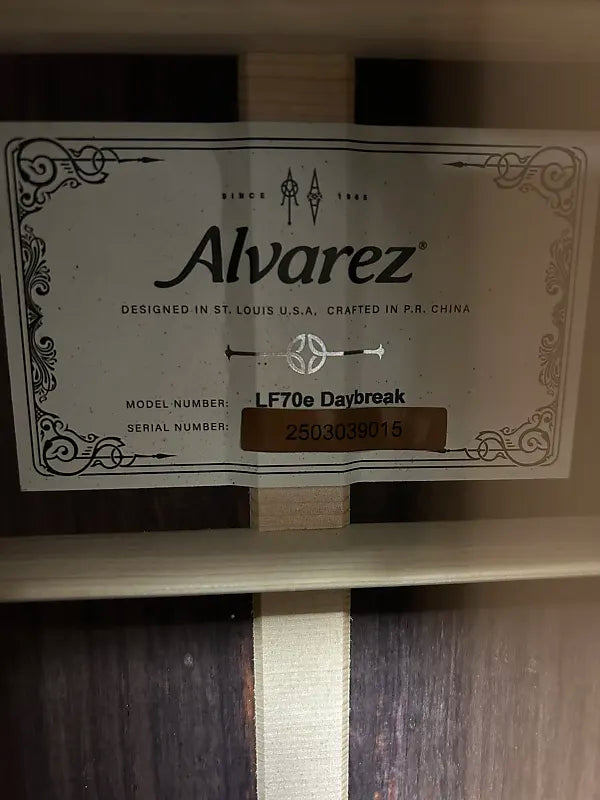 SINCE 1965
Alvarez®
DESIGNED IN ST. LOUIS U.S.A, CRAFTED IN P.R. CHINA
MODEL NUMBER: LF70e Daybreak
SERIAL NUMBER: 2503039015